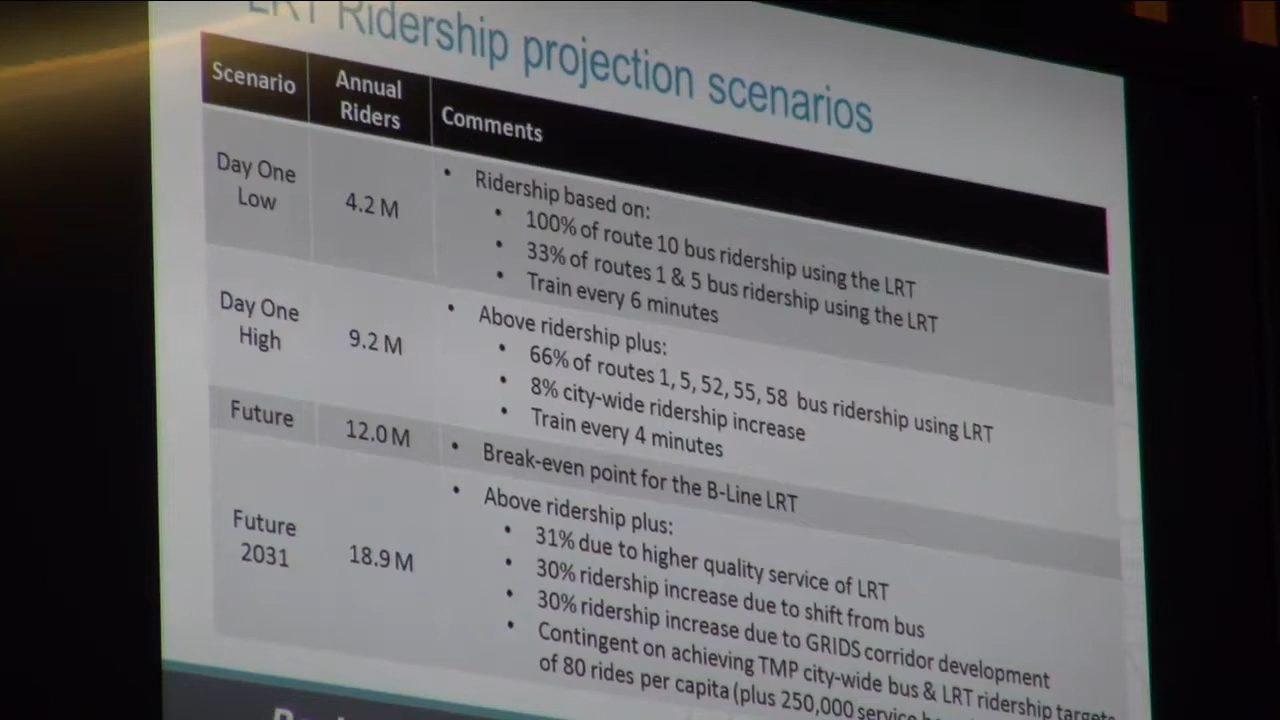 LRT Ridership projection scenarios
Scenario
Annual
Riders
Comments
Day One
Low
4.2 M
• Ridership based on:
• 100% of route 10 bus ridership using the LRT
• 33% of routes 1 & 5 bus ridership using the LRT
• Train every 6 minutes
Day One
High
9.2 M
• Above ridership plus:
• 66% of routes 1, 5, 52, 55, 58 bus ridership using LRT
• 8% city-wide ridership increase
• Train every 4 minutes
Future
12.0 M
• Break-even point for the B-Line LRT
Future
2031
18.9 M
• Above ridership plus:
• 31% due to higher quality service of LRT
• 30% ridership increase due to shift from bus
• 30% ridership increase due to GRIDS corridor development
• Contingent on achieving TMP city-wide bus & LRT ridership targets
of 80 rides per capita (plus 250,000 service